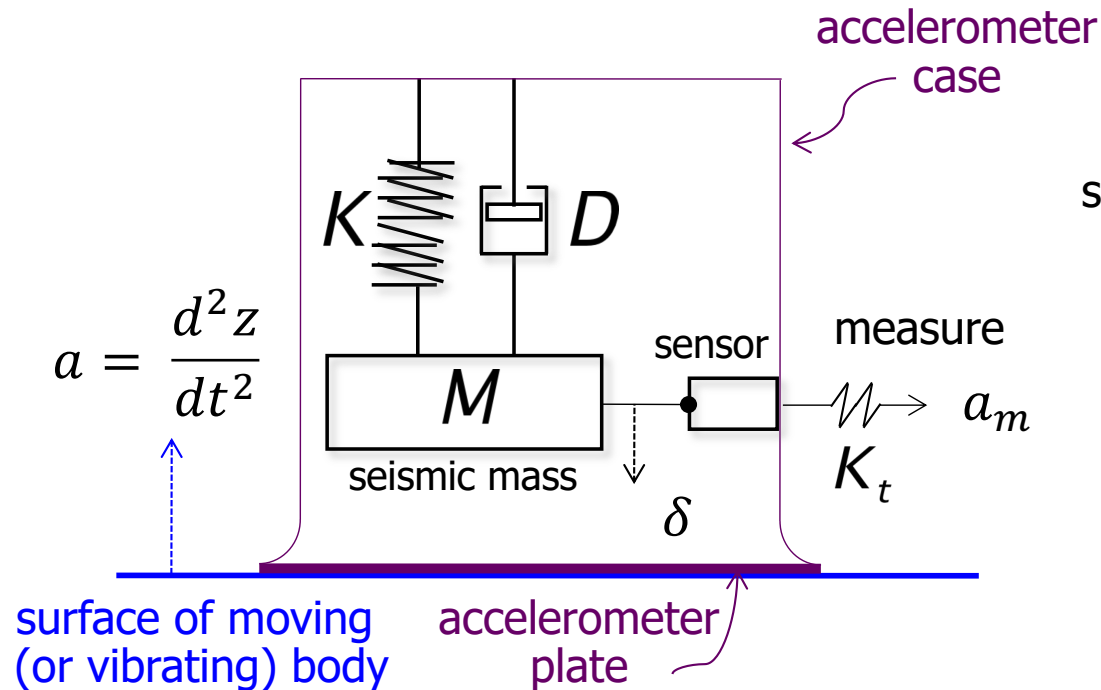 accelerometer
case
s
K
D
a = d²z / dt²
sensor
measure
M
a_m
seismic mass
K_t
δ
surface of moving
(or vibrating) body
accelerometer
plate